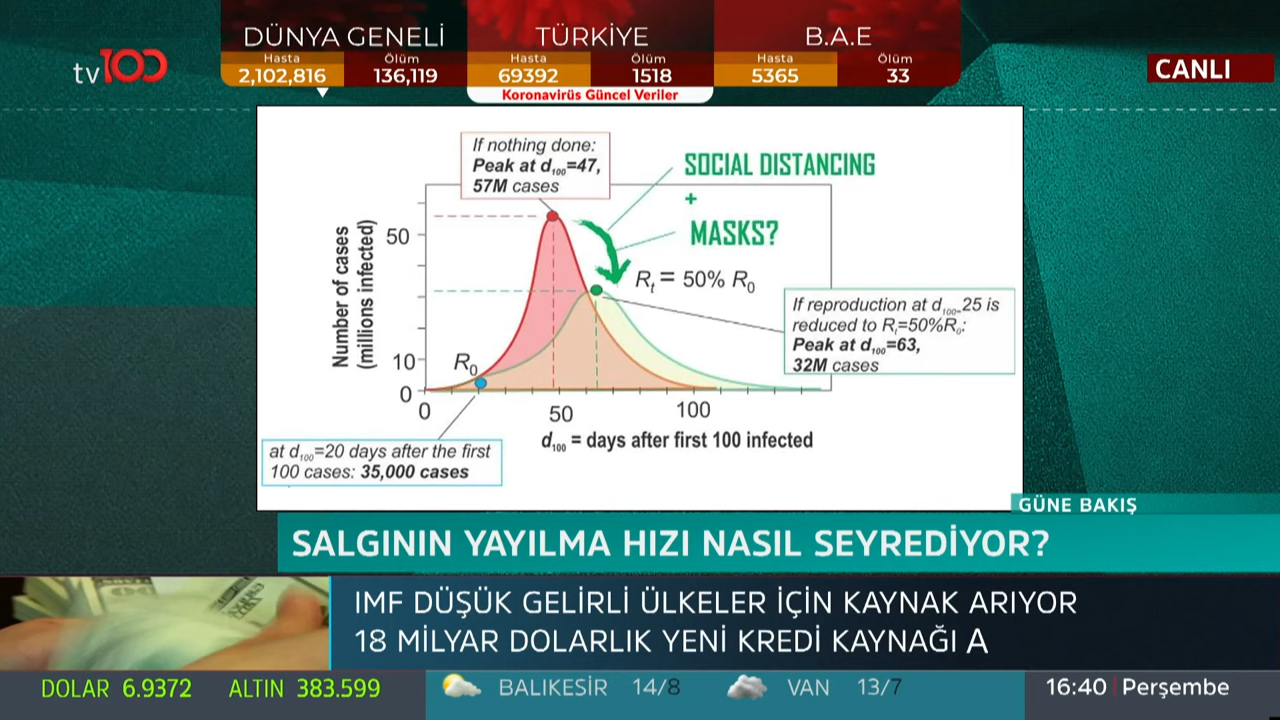 tv100
DÜNYA GENELİ
Hasta
Ölüm
2,102,816
136,119
TÜRKİYE
Hasta
Ölüm
69392
1518
Koronavirüs Güncel Veriler
B.A.E
Hasta
Ölüm
5365
33
CANLI
If nothing done:
Peak at d100=47,
57M cases
SOCIAL DISTANCING
+
MASKS?
Rt = 50% R0
If reproduction at d100-25 is
reduced to Rt=50%R0:
Peak at d100=63,
32M cases
Number of cases
(millions infected)
50
10
0
R0
0
50
100
d100 = days after first 100 infected
at d100=20 days after the first
100 cases: 35,000 cases
GÜNE BAKIŞ
SALGININ YAYILMA HIZI NASIL SEYREDİYOR?
IMF DÜŞÜK GELİRLİ ÜLKELER İÇİN KAYNAK ARIYOR
18 MİLYAR DOLARLIK YENİ KREDİ KAYNAĞI A
DOLAR 6.9372 ALTIN 383.599 BALIKESİR 14/8 VAN 13/7 16:40 Perşembe